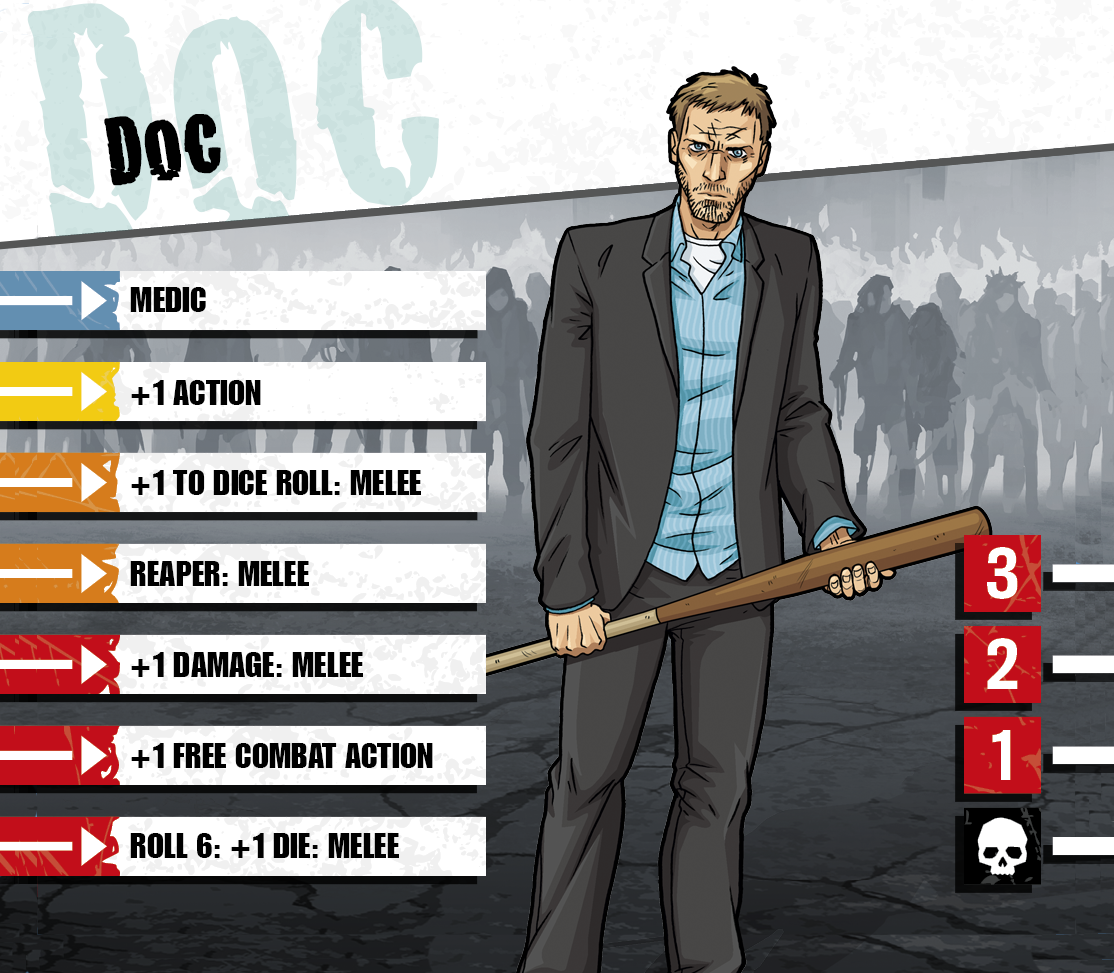 DOC
DOC
MEDIC
+1 ACTION
+1 TO DICE ROLL: MELEE
REAPER: MELEE
+1 DAMAGE: MELEE
+1 FREE COMBAT ACTION
ROLL 6: +1 DIE: MELEE
3
2
1